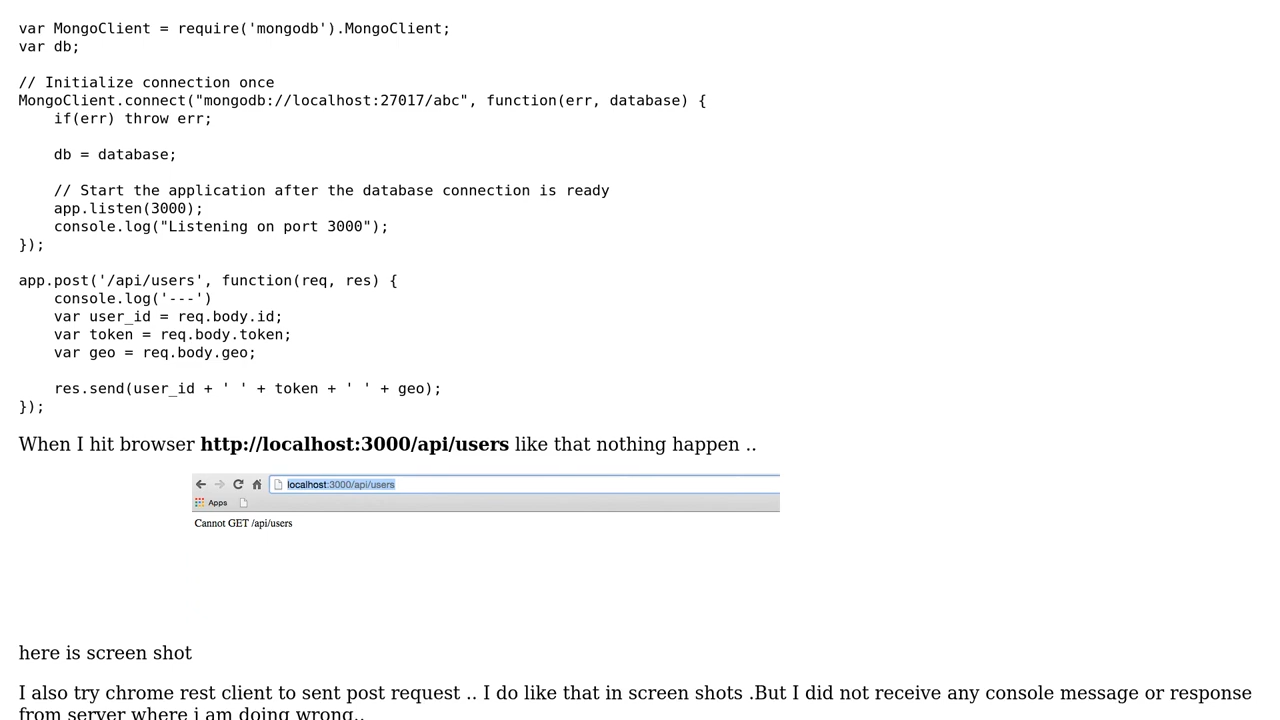 var MongoClient = require('mongodb').MongoClient;
var db;
// Initialize connection once
MongoClient.connect("mongodb://localhost:27017/abc", function(err, database) {
    if(err) throw err;
    db = database;
    // Start the application after the database connection is ready
    app.listen(3000);
    console.log("Listening on port 3000");
});
app.post('/api/users', function(req, res) {
    console.log('---')
    var user_id = req.body.id;
    var token = req.body.token;
    var geo = req.body.geo;
    res.send(user_id + ' ' + token + ' ' + geo);
});
When I hit browser http://localhost:3000/api/users like that nothing happen ..
localhost:3000/api/users
Apps
Cannot GET /api/users
here is screen shot
I also try chrome rest client to sent post request .. I do like that in screen shots .But I did not receive any console message or response
from server where i am doing wrong..